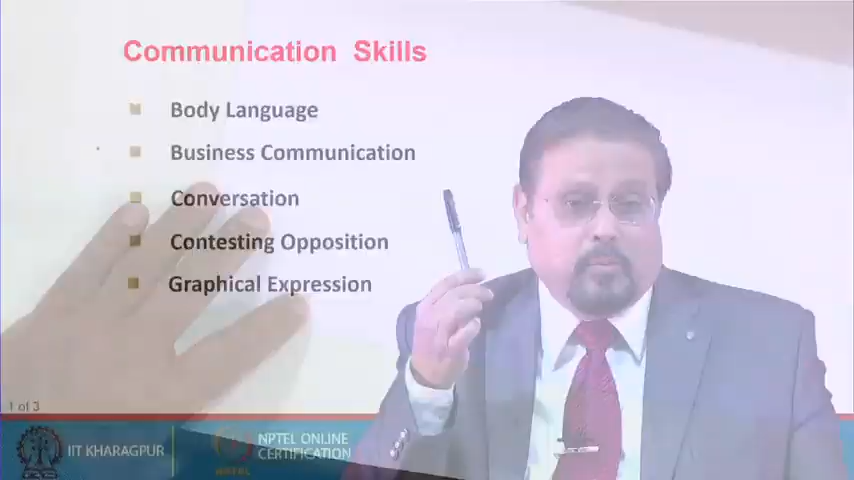 Communication Skills
Body Language
Business Communication
Conversation
Contesting Opposition
Graphical Expression
1 of 3
IIT KHARAGPUR
NPTEL ONLINE
CERTIFICATION
NPTEL